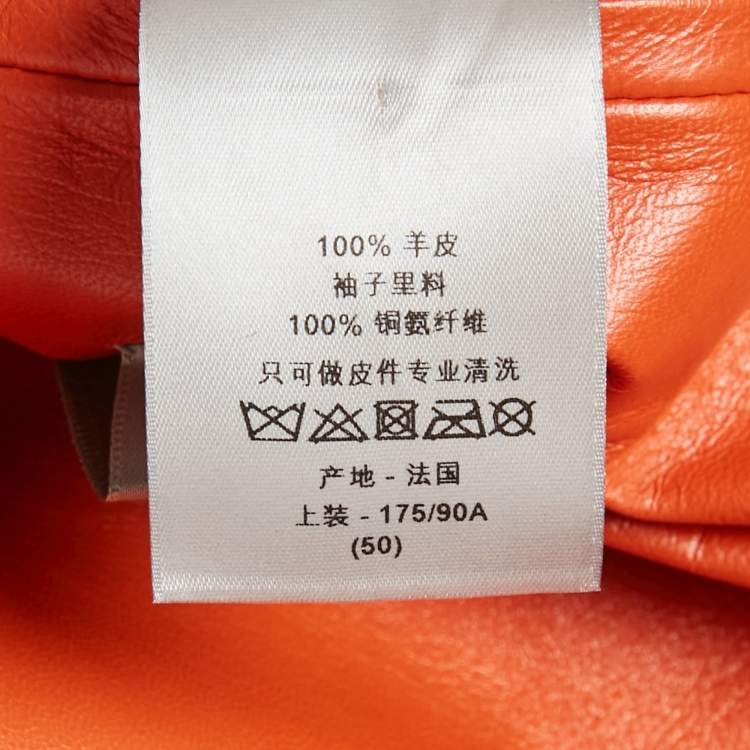 100% 羊皮
袖子里料
100% 铜氨纤维
只可做皮件专业清洗
产地 - 法国
上装 - 175/90A
(50)